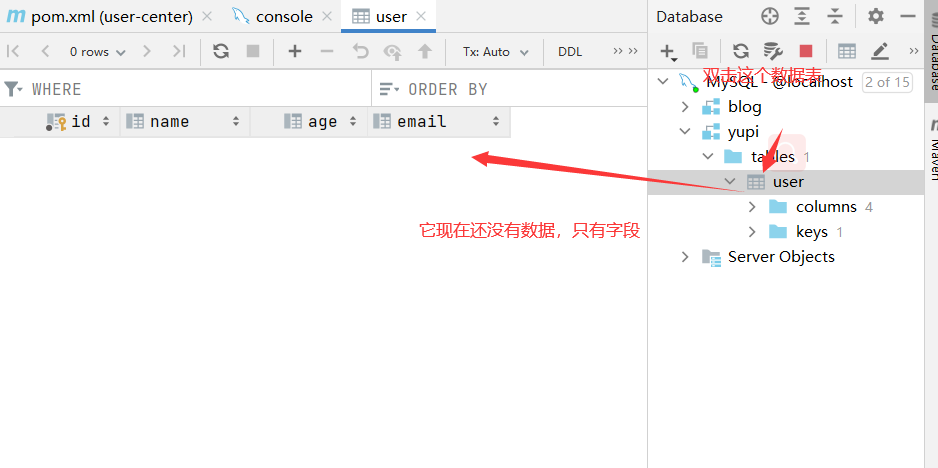 pom.xml (user-center)
console
user
Database
0 rows
Tx: Auto
DDL
WHERE
ORDER BY
id
name
age
email
双击这个数据表
MySQL - @localhost
2 of 15
blog
yupi
tables 1
user
columns 4
keys 1
Server Objects
它现在还没有数据，只有字段
Database
Maven